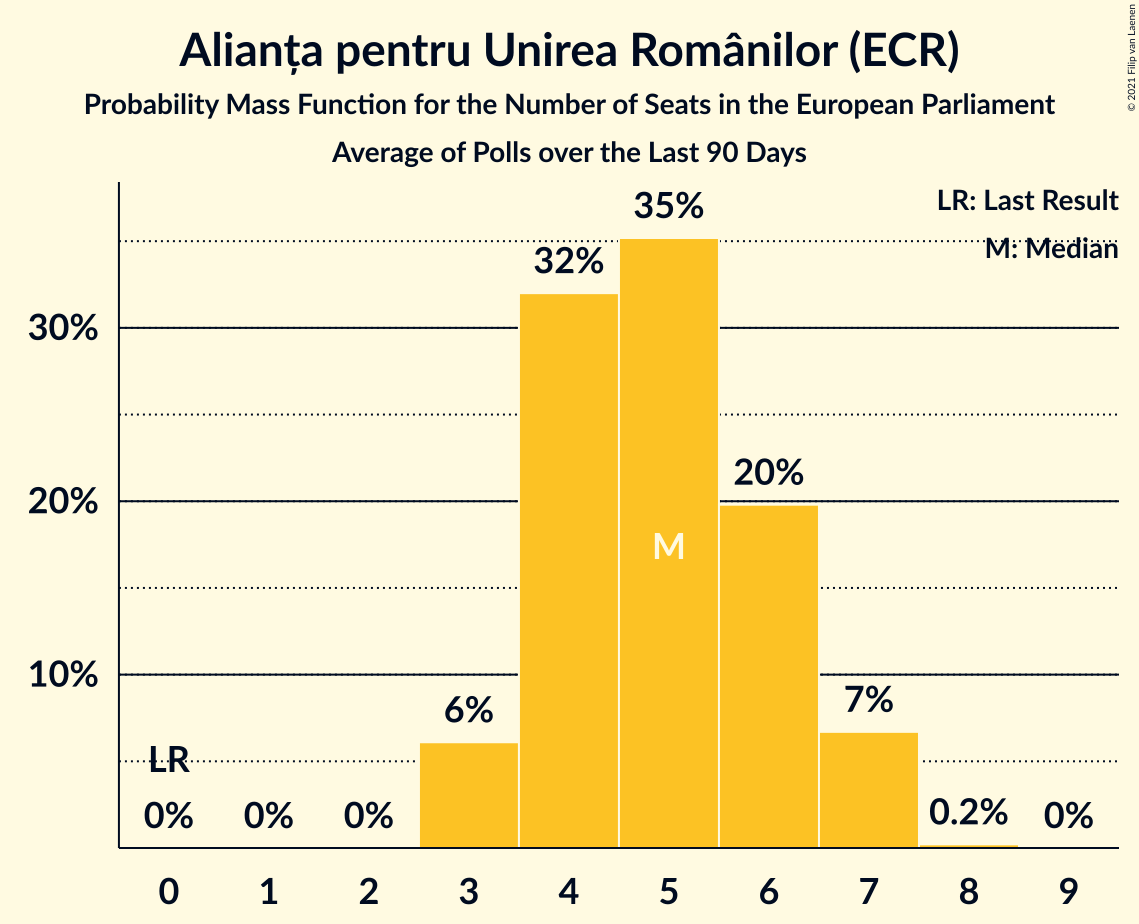 Alianța pentru Unirea Românilor (ECR)
Probability Mass Function for the Number of Seats in the European Parliament
Average of Polls over the Last 90 Days
© 2021 Filip van Laenen
LR: Last Result
M: Median
35%
32%
30%
20%
20%
M
10%
7%
6%
LR
0% 0% 0% 0.2% 0%
0 1 2 3 4 5 6 7 8 9